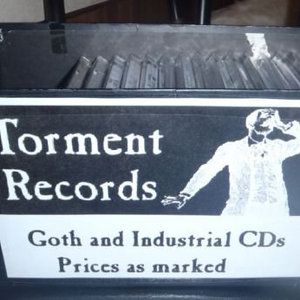 Torment
Records
Goth and Industrial CDs
Prices as marked